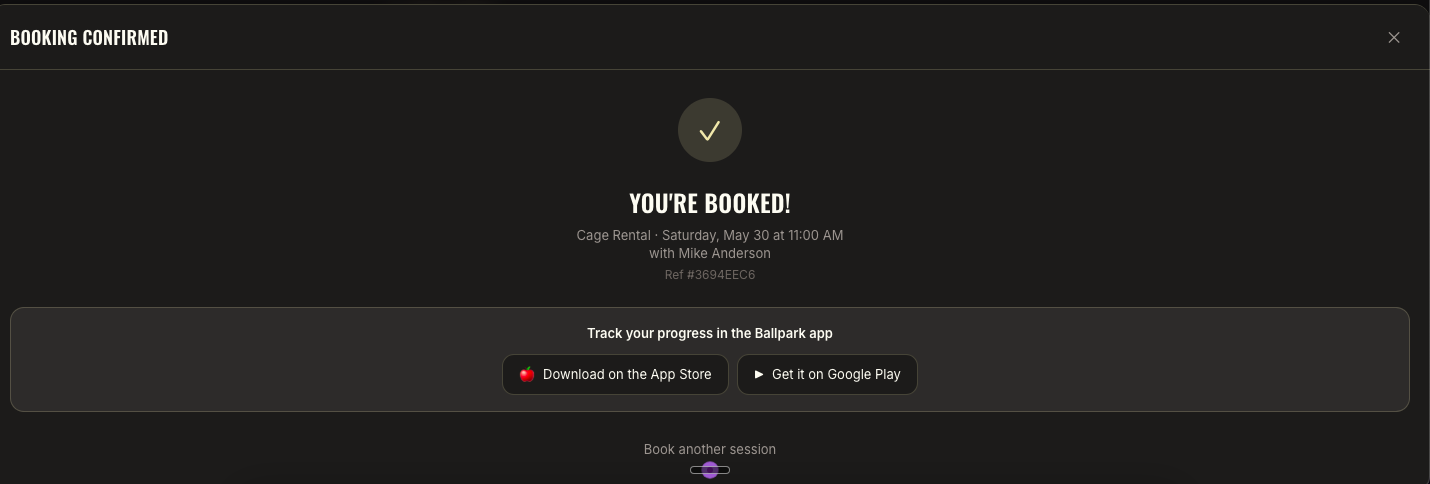 BOOKING CONFIRMED
YOU'RE BOOKED!
Cage Rental · Saturday, May 30 at 11:00 AM
with Mike Anderson
Ref #3694EEC6
Track your progress in the Ballpark app
Download on the App Store
Get it on Google Play
Book another session